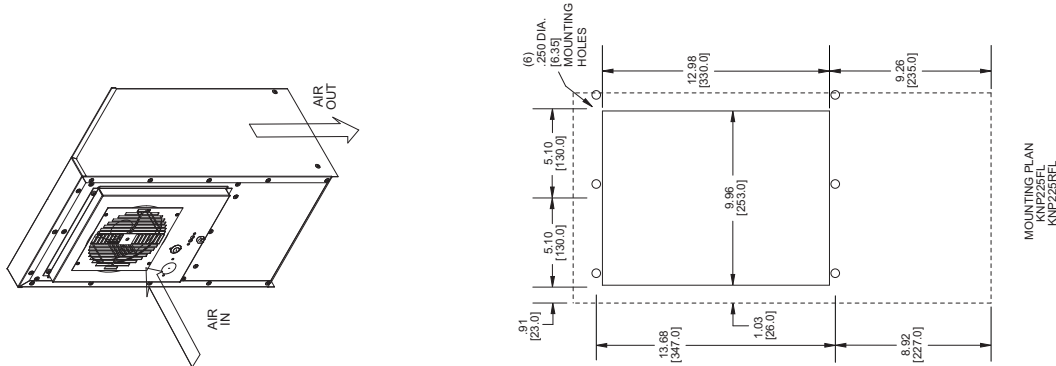 AIR
OUT
AIR
IN
(6)
.250 DIA.
[6.35]
MOUNTING
HOLES
12.98
[330.0]
9.26
[235.0]
5.10
[130.0]
5.10
[130.0]
9.96
[253.0]
.91
[23.0]
1.03
[26.0]
13.68
[347.0]
8.92
[227.0]
MOUNTING PLAN
KNP225FL
KNP225RFL